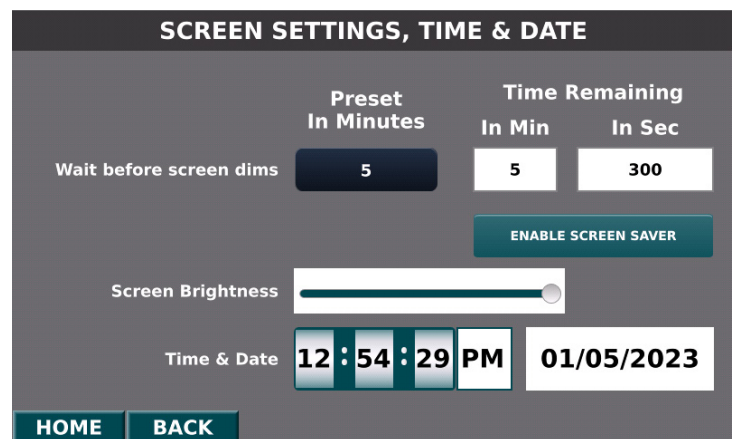 SCREEN SETTINGS, TIME & DATE
Preset
In Minutes
Time Remaining
In Min In Sec
Wait before screen dims 5 5 300
ENABLE SCREEN SAVER
Screen Brightness
Time & Date 12 : 54 : 29 PM 01/05/2023
HOME BACK